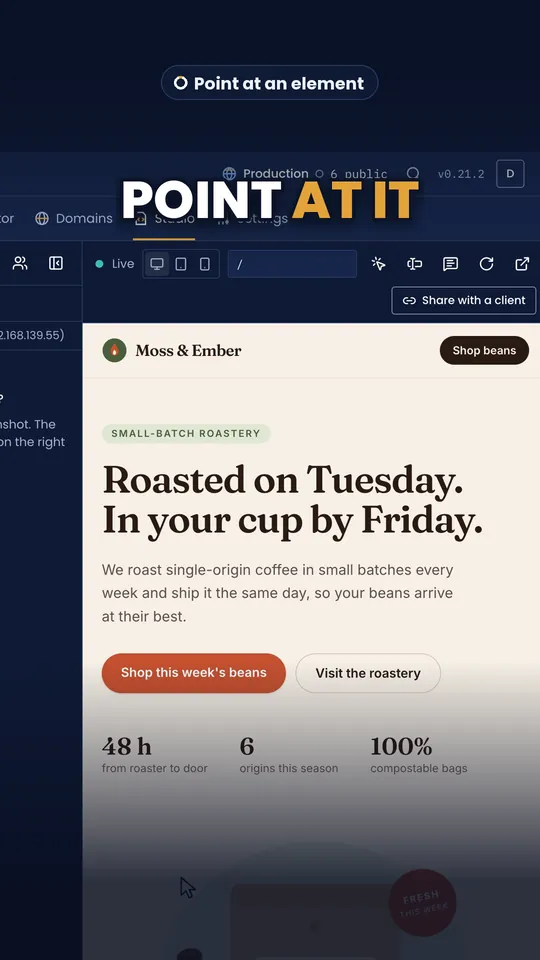 Point at an element
Production 6 public v0.21.2 D
POINT AT IT
tor Domains Studio Settings
Live / 
Share with a client
2.168.139.55)
?
nshot. The
on the right
Moss & Ember Shop beans
SMALL-BATCH ROASTERY
Roasted on Tuesday.
In your cup by Friday.
We roast single-origin coffee in small batches every
week and ship it the same day, so your beans arrive
at their best.
Shop this week's beans Visit the roastery
48 h 6 100%
from roaster to door origins this season compostable bags
FRESH
THIS WEEK